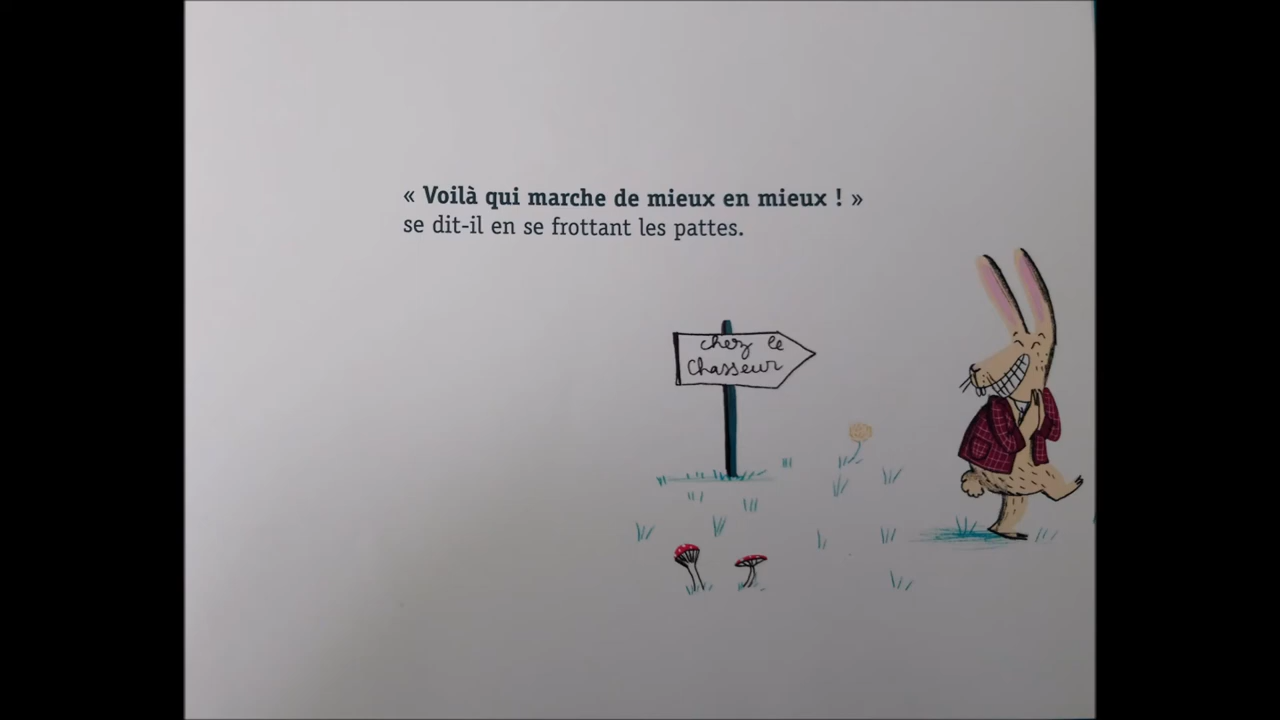 « Voilà qui marche de mieux en mieux ! »
se dit-il en se frottant les pattes.
chez le
chasseur